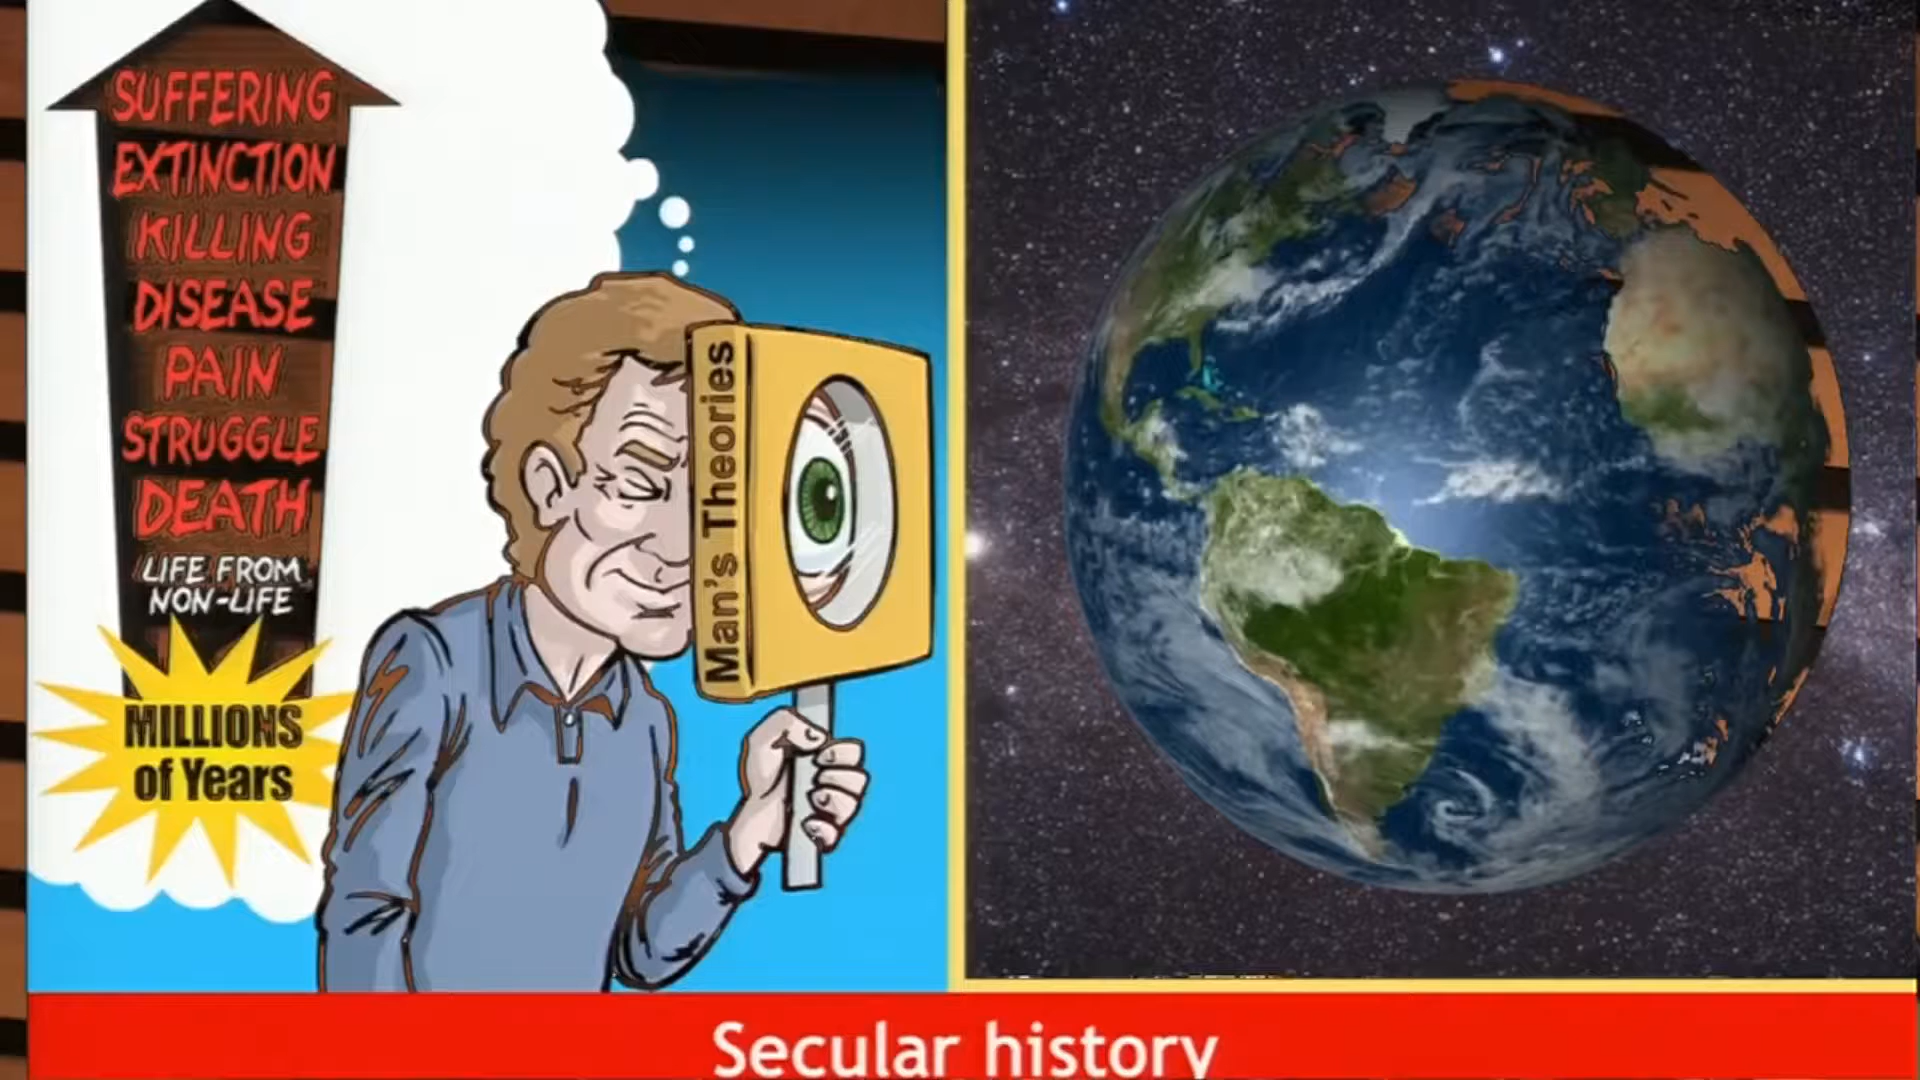 SUFFERING
EXTINCTION
KILLING
DISEASE
PAIN
STRUGGLE
DEATH
LIFE FROM
NON-LIFE
MILLIONS
of Years
Man's Theories
Secular history